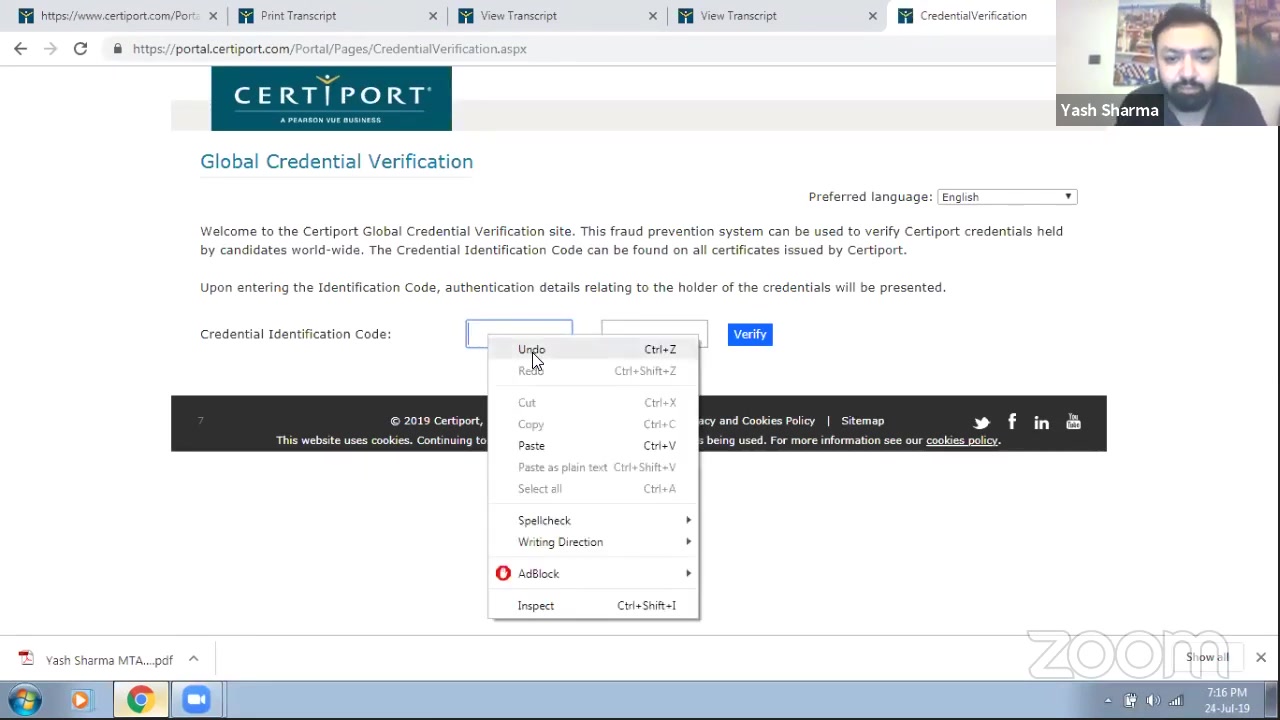 https://www.certiport.com/Porta
Print Transcript
View Transcript
View Transcript
CredentialVerification
https://portal.certiport.com/Portal/Pages/CredentialVerification.aspx
Yash Sharma
CERTIPORT
A PEARSON VUE BUSINESS
Global Credential Verification
Preferred language: English
Welcome to the Certiport Global Credential Verification site. This fraud prevention system can be used to verify Certiport credentials held
by candidates world-wide. The Credential Identification Code can be found on all certificates issued by Certiport.
Upon entering the Identification Code, authentication details relating to the holder of the credentials will be presented.
Credential Identification Code:
Verify
Undo Ctrl+Z
Redo Ctrl+Shift+Z
Cut Ctrl+X
Copy Ctrl+C
Paste Ctrl+V
Paste as plain text Ctrl+Shift+V
Select all Ctrl+A
Spellcheck
Writing Direction
AdBlock
Inspect Ctrl+Shift+I
7
© 2019 Certiport, acy and Cookies Policy | Sitemap
You Tube
This website uses cookies. Continuing to s being used. For more information see our cookies policy.
Yash Sharma MTA....pdf
zoom
Show all
7:16 PM
24-Jul-19